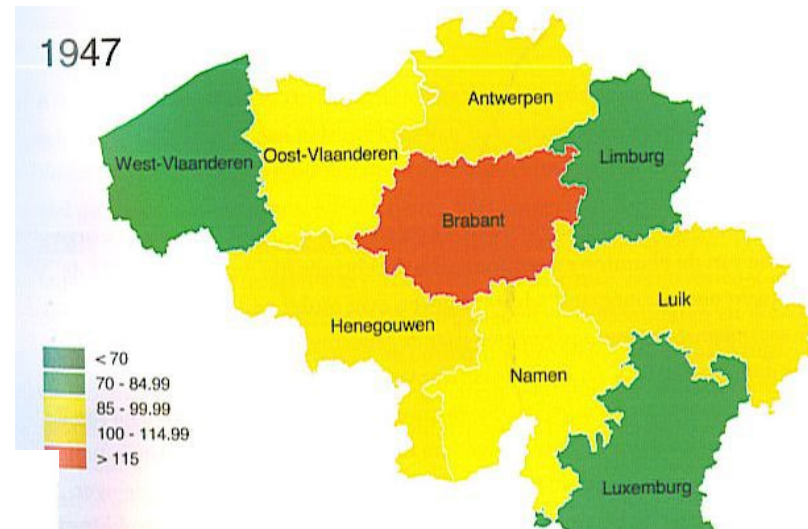 1947
Antwerpen
West-Vlaanderen
Oost-Vlaanderen
Limburg
Brabant
Luik
Henegouwen
Namen
Luxemburg
< 70
70 - 84.99
85 - 99.99
100 - 114.99
> 115